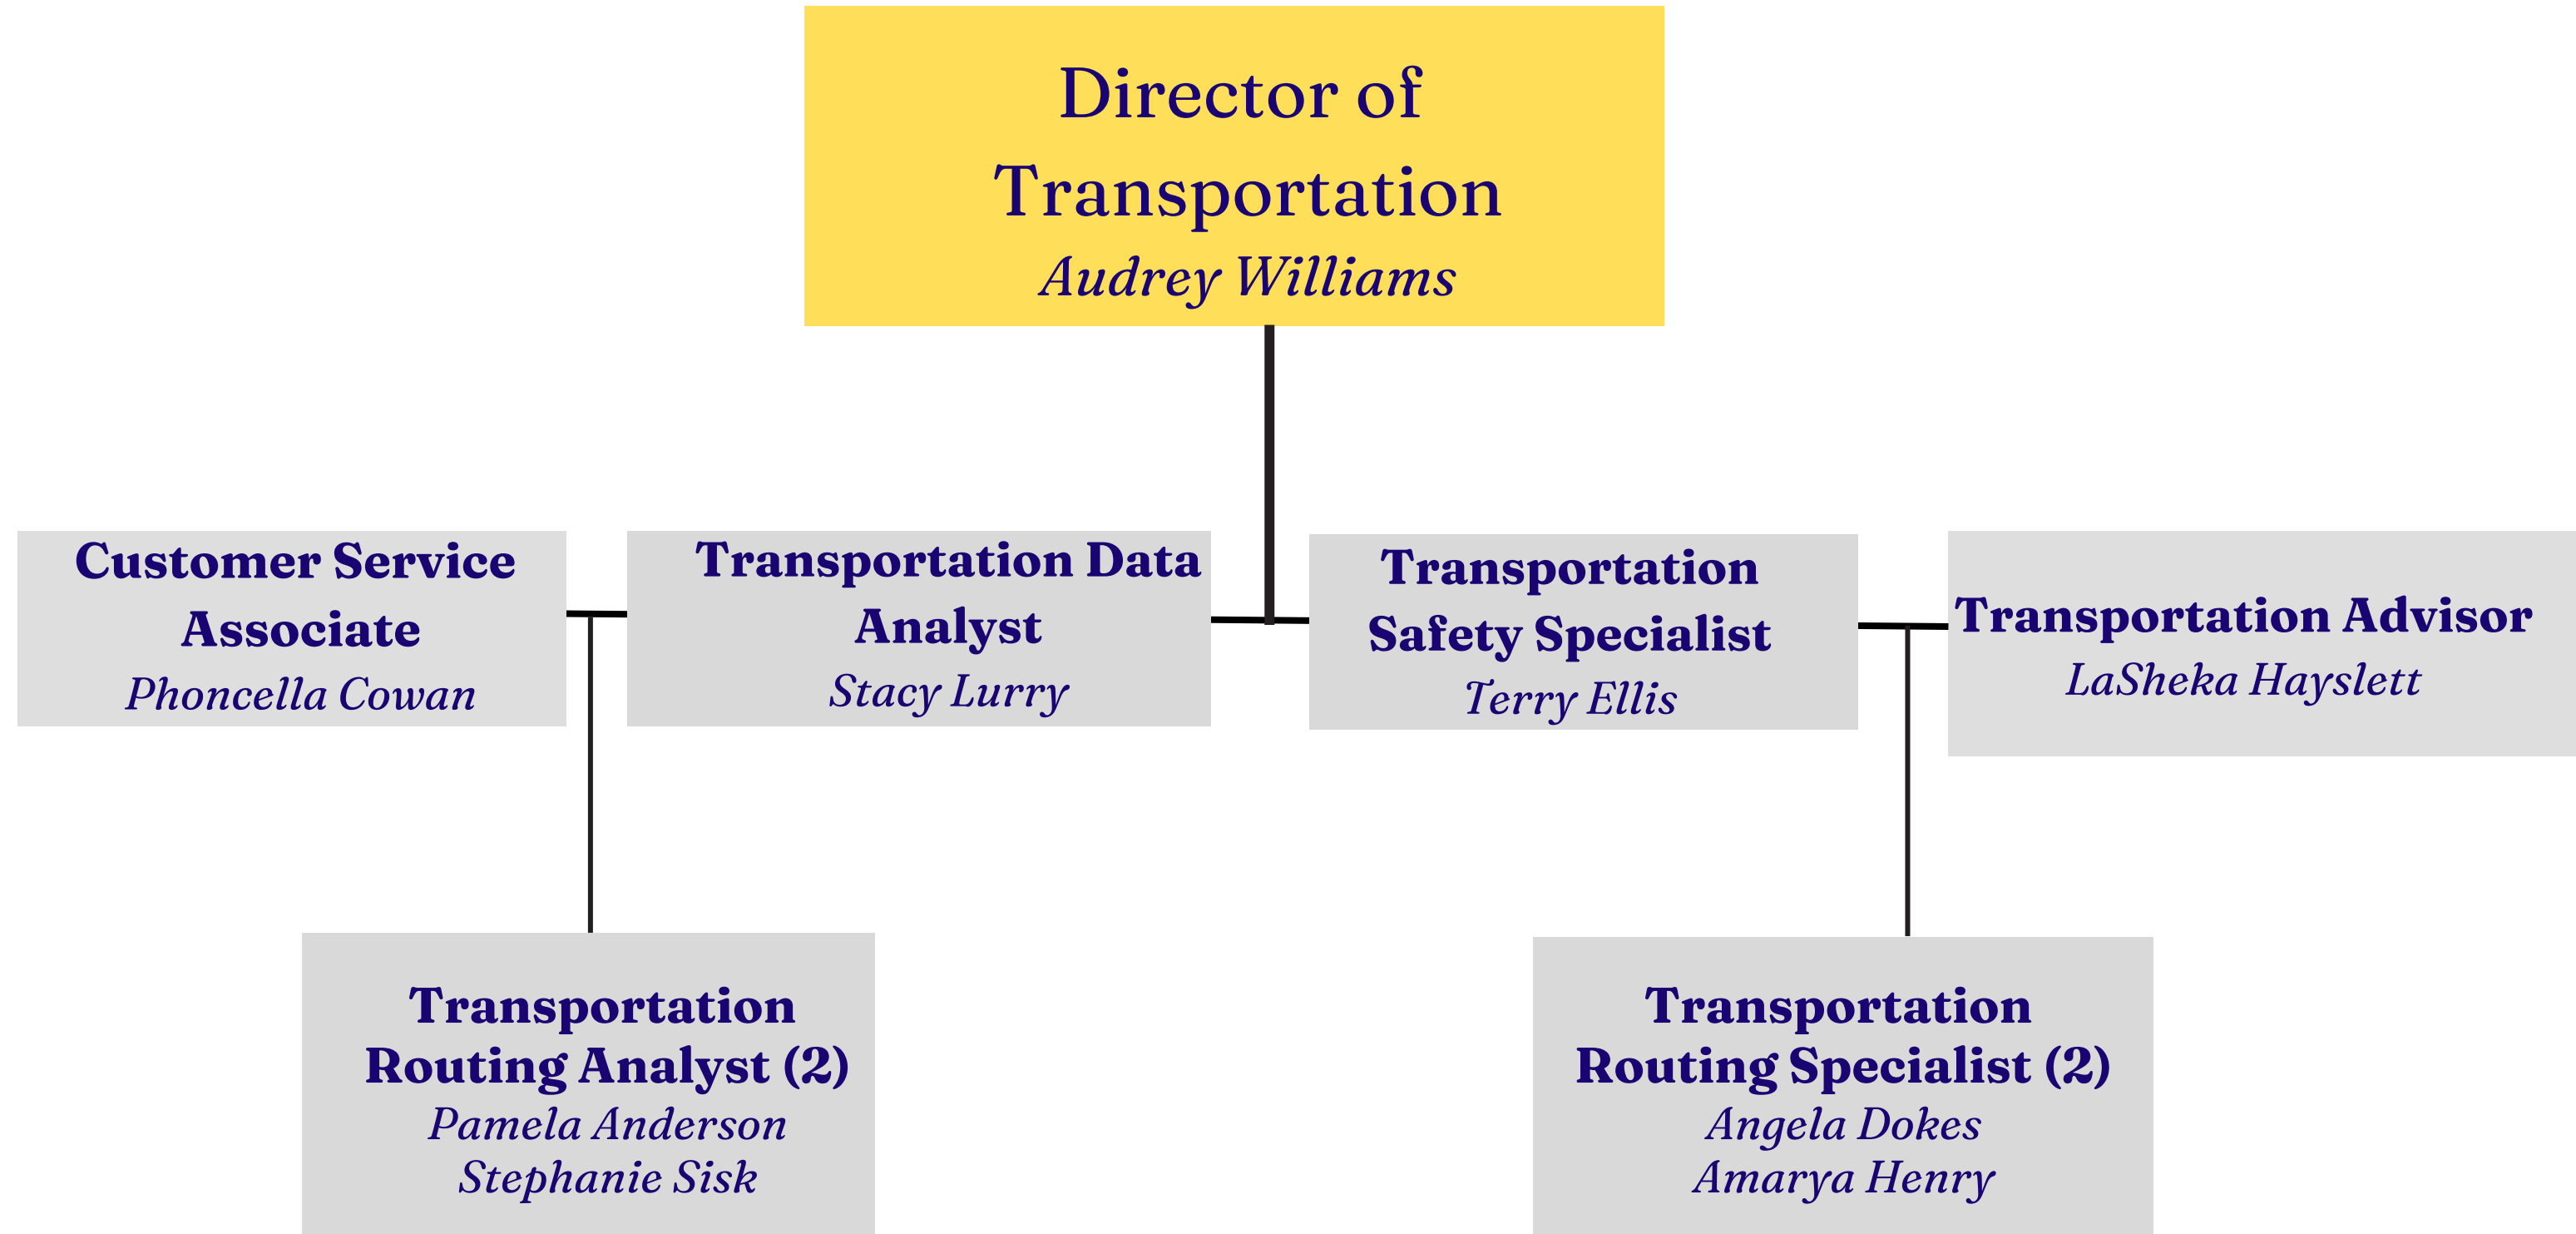 Director of
Transportation
Audrey Williams
Customer Service
Associate
Phoncella Cowan
Transportation Data
Analyst
Stacy Lurry
Transportation
Safety Specialist
Terry Ellis
Transportation Advisor
LaSheka Hayslett
Transportation
Routing Analyst (2)
Pamela Anderson
Stephanie Sisk
Transportation
Routing Specialist (2)
Angela Dokes
Amarya Henry